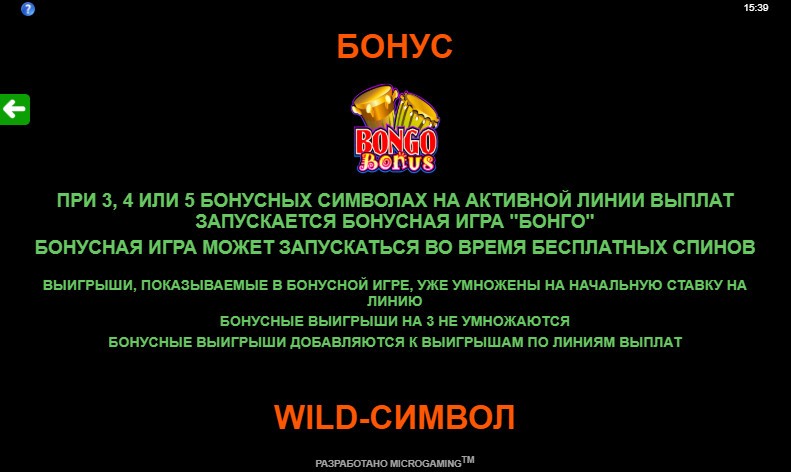 ?
15:39
БОНУС
BONGO
Bonus
ПРИ 3, 4 ИЛИ 5 БОНУСНЫХ СИМВОЛАХ НА АКТИВНОЙ ЛИНИИ ВЫПЛАТ
ЗАПУСКАЕТСЯ БОНУСНАЯ ИГРА "БОНГО"
БОНУСНАЯ ИГРА МОЖЕТ ЗАПУСКАТЬСЯ ВО ВРЕМЯ БЕСПЛАТНЫХ СПИНОВ
ВЫИГРЫШИ, ПОКАЗЫВАЕМЫЕ В БОНУСНОЙ ИГРЕ, УЖЕ УМНОЖЕНЫ НА НАЧАЛЬНУЮ СТАВКУ НА
ЛИНИЮ
БОНУСНЫЕ ВЫИГРЫШИ НА 3 НЕ УМНОЖАЮТСЯ
БОНУСНЫЕ ВЫИГРЫШИ ДОБАВЛЯЮТСЯ К ВЫИГРЫШАМ ПО ЛИНИЯМ ВЫПЛАТ
WILD-СИМВОЛ
РАЗРАБОТАНО MICROGAMING™